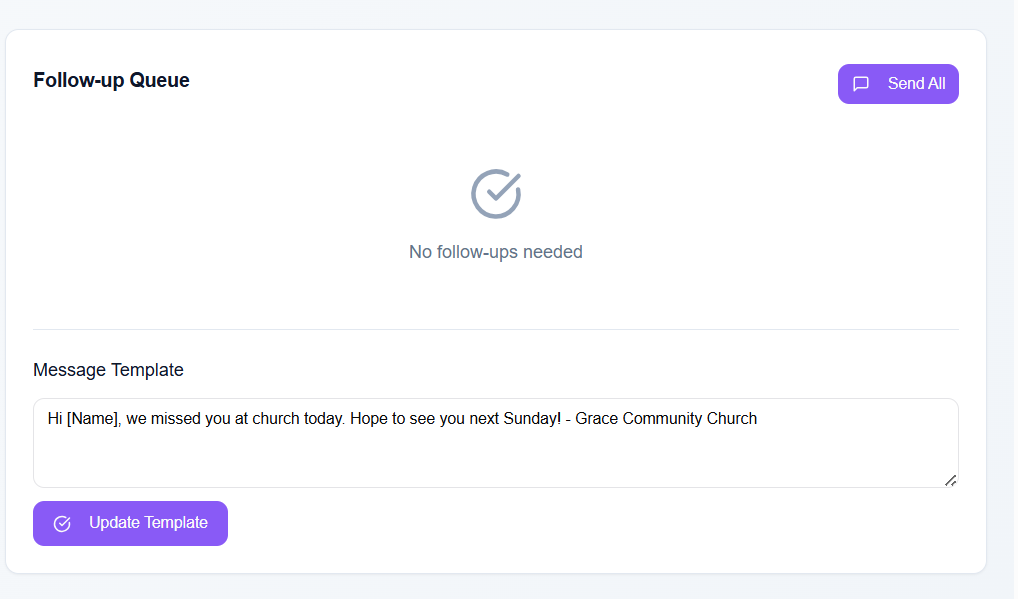 Follow-up Queue
Send All
No follow-ups needed
Message Template
Hi [Name], we missed you at church today. Hope to see you next Sunday! - Grace Community Church
Update Template